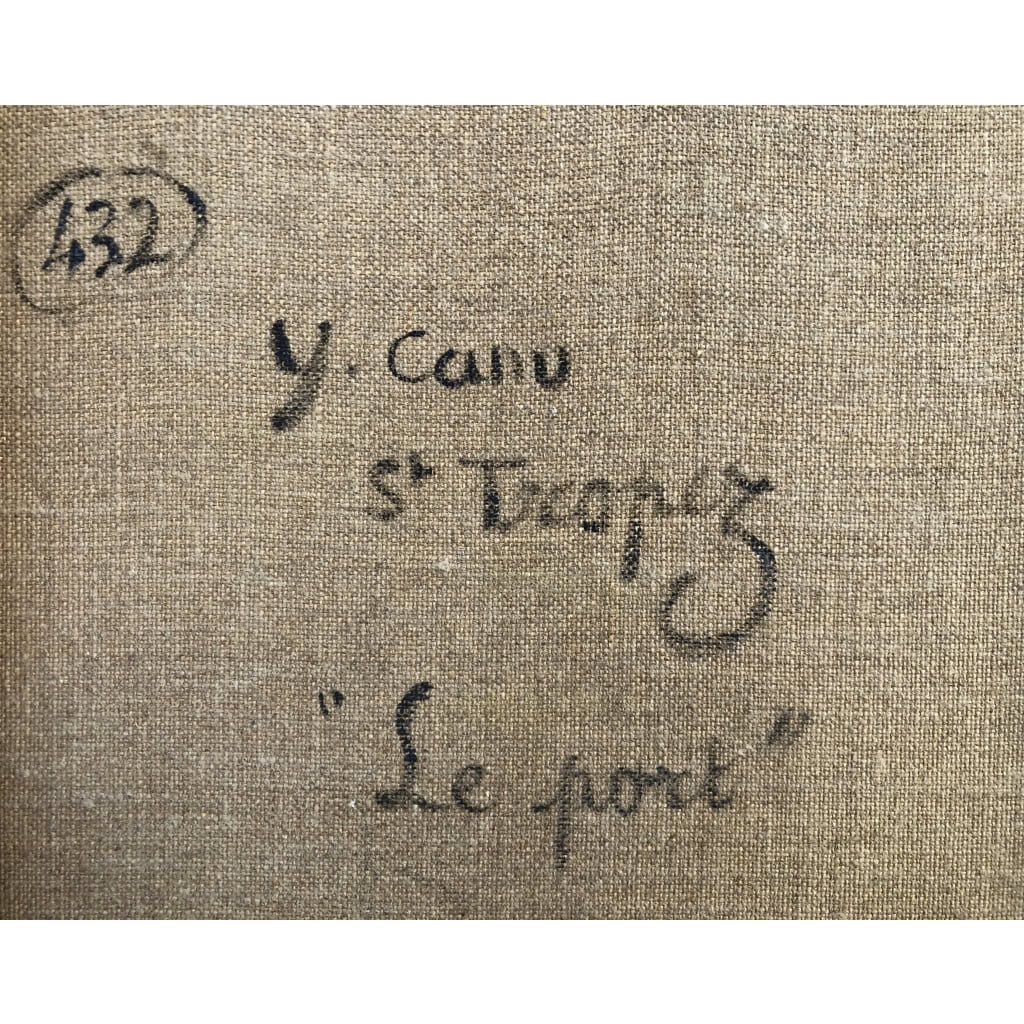 432
Y. Canu
St Tropez
"Le port"